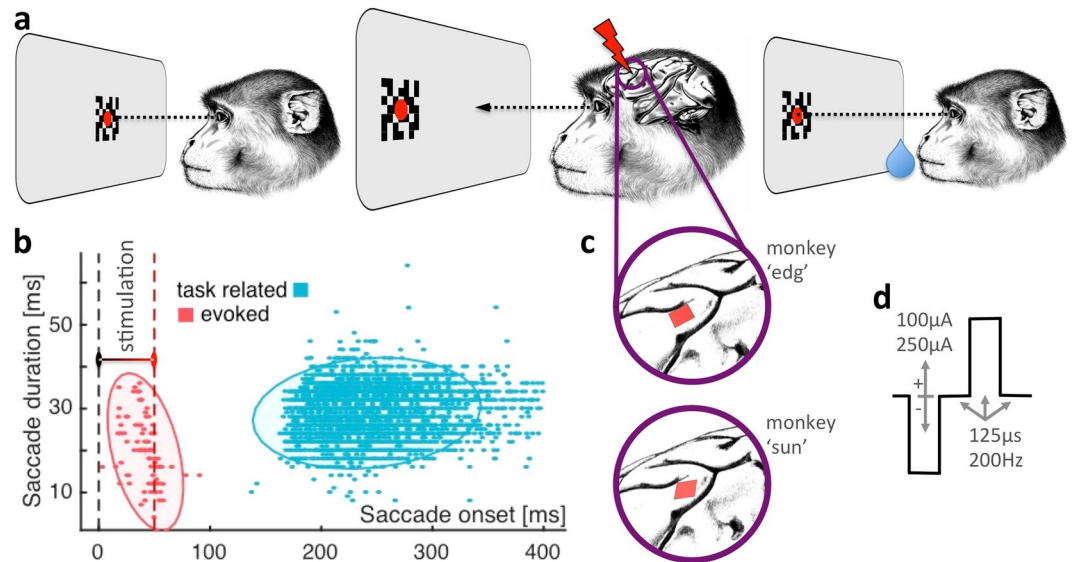 a
b
stimulation
task related
evoked
Saccade duration [ms]
50
30
10
Saccade onset [ms]
0
100
200
300
400
c
monkey
‘edg’
monkey
‘sun’
d
100µA
250µA
+
-
125µs
200Hz